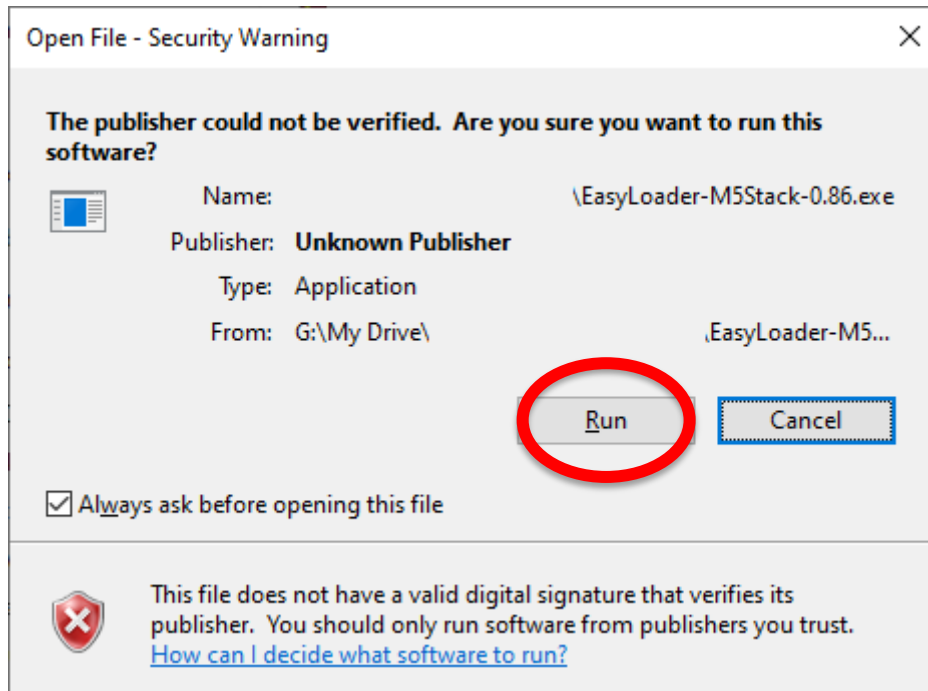 Open File - Security Warning
The publisher could not be verified.  Are you sure you want to run this
software?
Name: \EasyLoader-M5Stack-0.86.exe
Publisher: Unknown Publisher
Type: Application
From: G:\My Drive\ \EasyLoader-M5...
Run Cancel
Always ask before opening this file
This file does not have a valid digital signature that verifies its
publisher.  You should only run software from publishers you trust.
How can I decide what software to run?